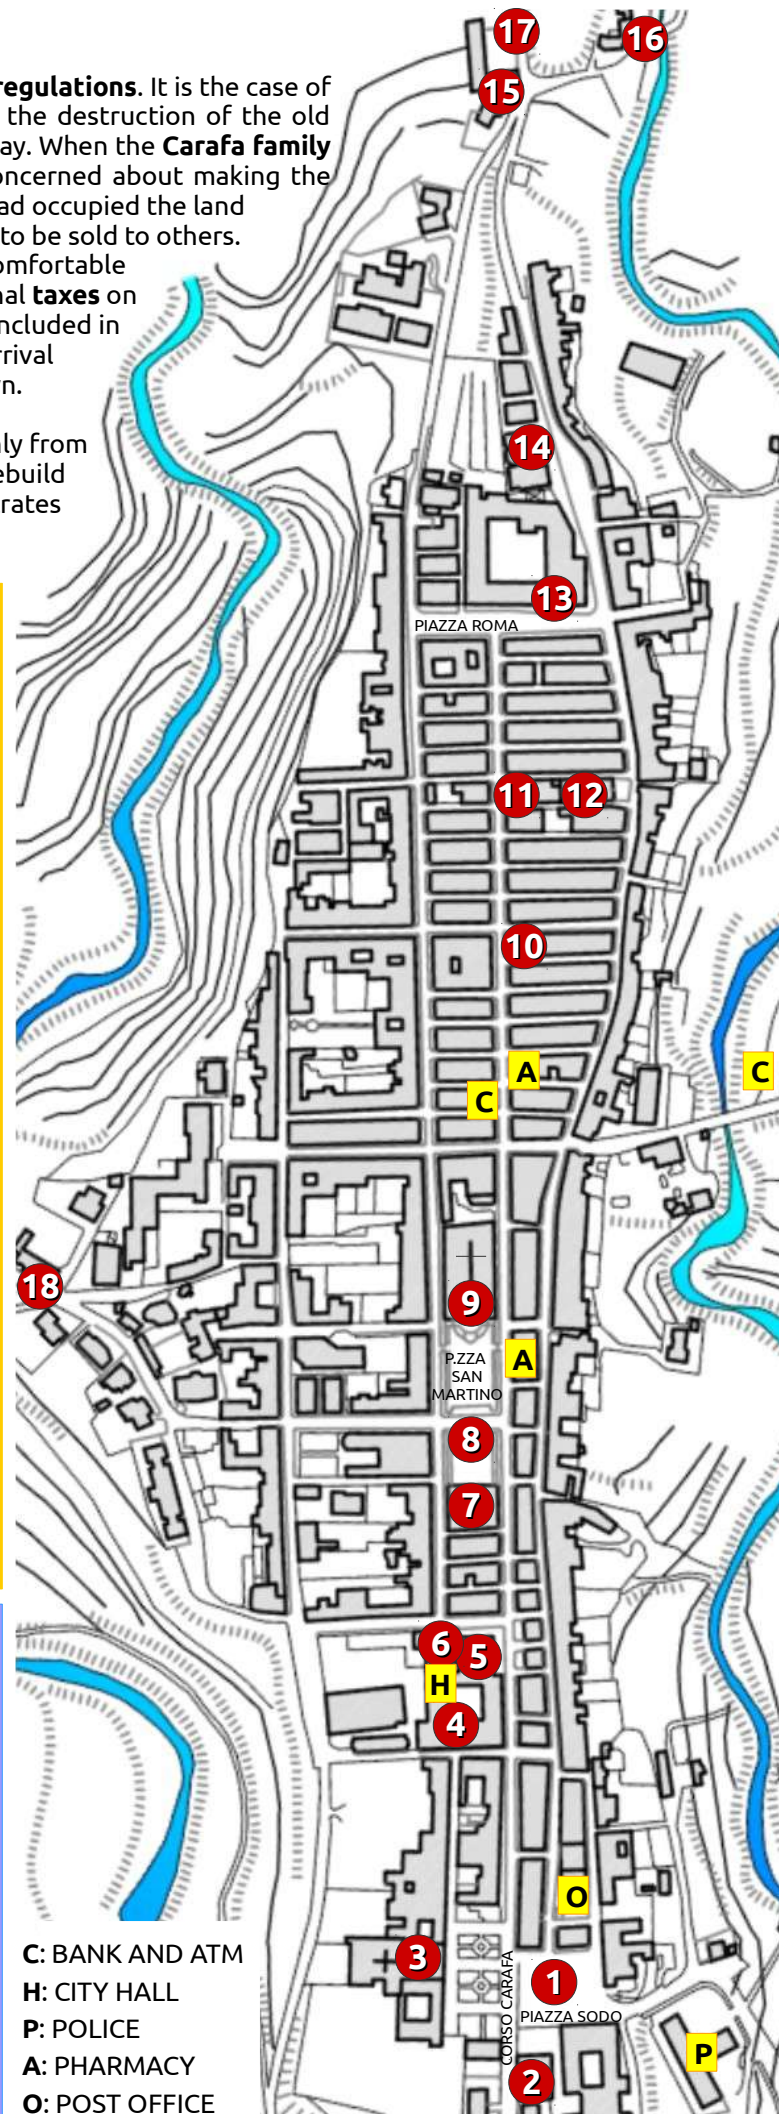 regulations. It is the case of
the destruction of the old
ay. When the Carafa family
oncerned about making the
ad occupied the land
to be sold to others.
omfortable
nal taxes on
ncluded in
rrival
n.
ly from
ebuild
rates
17
16
15
14
13
PIAZZA ROMA
11
12
10
A
C
C
18
9
P.ZZA
SAN
MARTINO
A
8
7
6
5
H
4
O
3
1
CORSO CARAFA
PIAZZA SODO
P
2
C: BANK AND ATM
H: CITY HALL
P: POLICE
A: PHARMACY
O: POST OFFICE